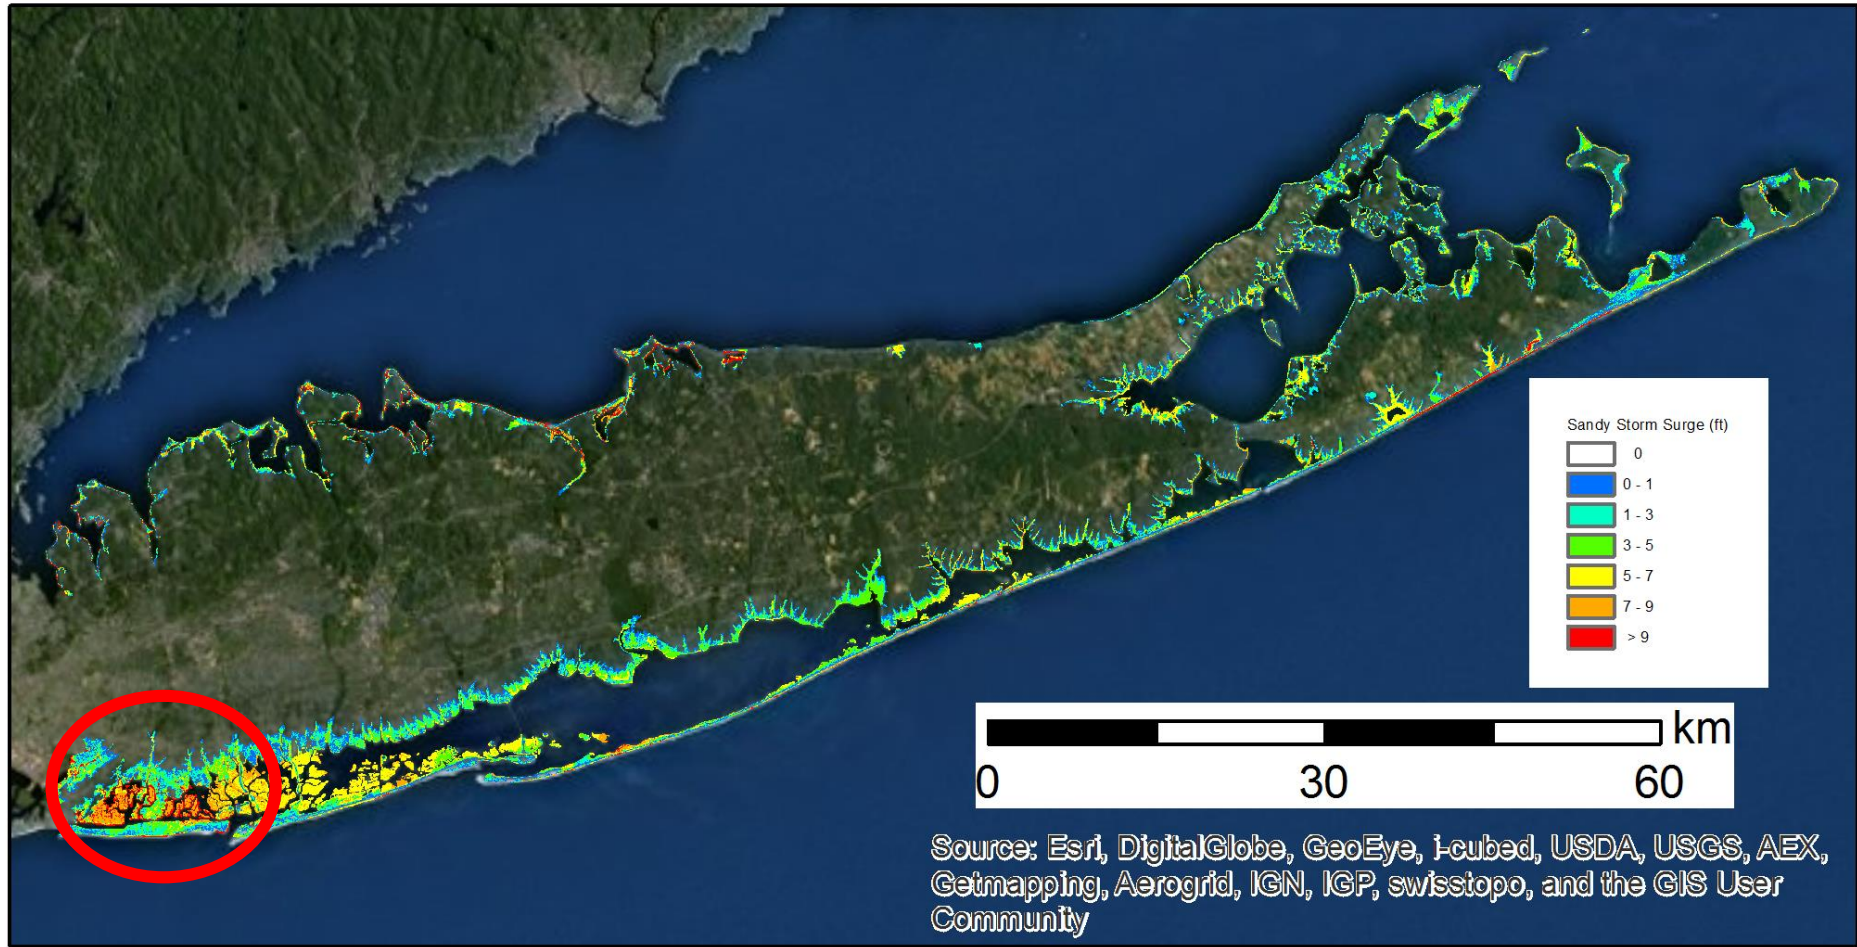 Sandy Storm Surge (ft)
0
0 - 1
1 - 3
3 - 5
5 - 7
7 - 9
> 9
km
0 30 60
Source: Esri, DigitalGlobe, GeoEye, i-cubed, USDA, USGS, AEX,
Getmapping, Aerogrid, IGN, IGP, swisstopo, and the GIS User
Community